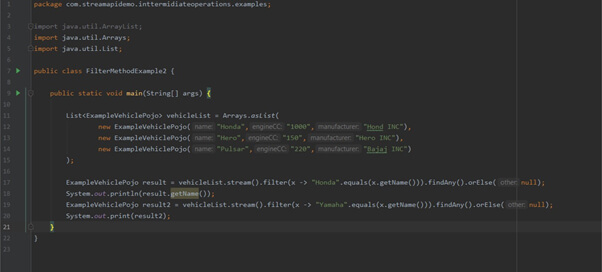 1 package com.streamapidemo.inttermidiateoperations.examples;
2
3 import java.util.ArrayList;
4 import java.util.Arrays;
5 import java.util.List;
6
7 public class FilterMethodExample2 {
8
9 public static void main(String[] args) {
10
11 List<ExampleVehiclePojo> vehicleList = Arrays.asList(
12 new ExampleVehiclePojo( name: "Honda", engineCC: "1000", manufacturer: "Hond INC"),
13 new ExampleVehiclePojo( name: "Hero", engineCC: "150", manufacturer: "Hero INC"),
14 new ExampleVehiclePojo( name: "Pulsar", engineCC: "220", manufacturer: "Bajaj INC")
15 );
16
17 ExampleVehiclePojo result = vehicleList.stream().filter(x -> "Honda".equals(x.getName())).findAny().orElse( other: null);
18 System.out.println(result.getName());
19 ExampleVehiclePojo result2 = vehicleList.stream().filter(x -> "Yamaha".equals(x.getName())).findAny().orElse( other: null);
20 System.out.print(result2);
21 }
22 }
23